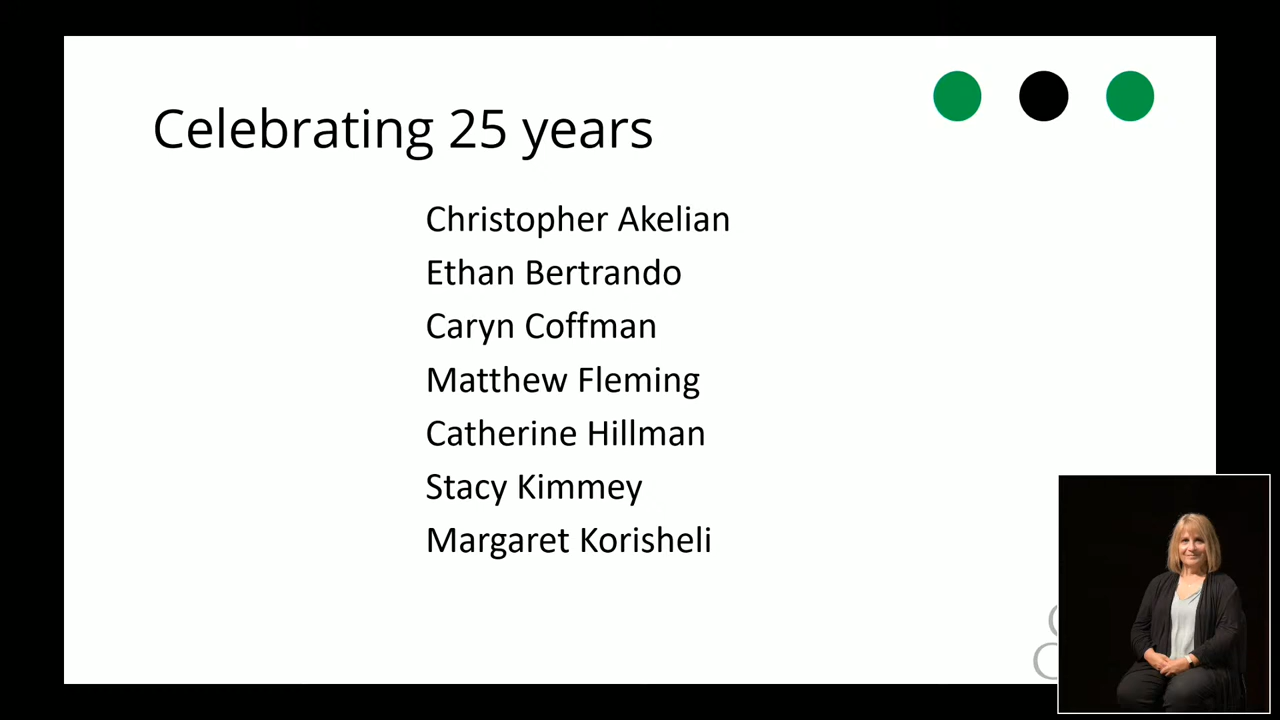 Celebrating 25 years
Christopher Akelian
Ethan Bertrando
Caryn Coffman
Matthew Fleming
Catherine Hillman
Stacy Kimmey
Margaret Korisheli